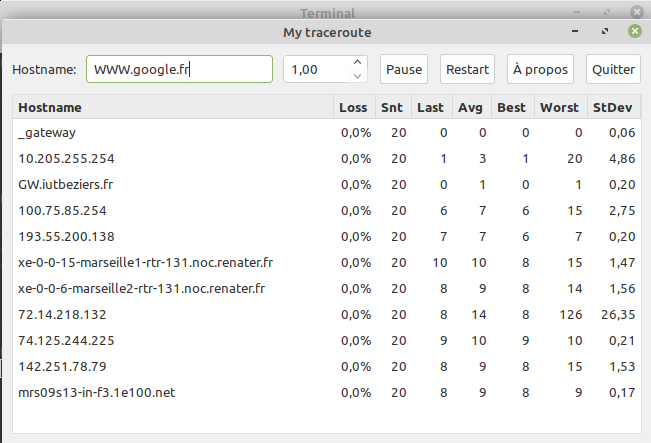 Terminal
My traceroute
Hostname: WWW.google.fr 1,00 Pause Restart À propos Quitter
Hostname Loss Snt Last Avg Best Worst StDev
_gateway 0,0% 20 0 0 0 0 0,06
10.205.255.254 0,0% 20 1 3 1 20 4,86
GW.iutbeziers.fr 0,0% 20 0 1 0 1 0,20
100.75.85.254 0,0% 20 6 7 6 15 2,75
193.55.200.138 0,0% 20 7 7 6 7 0,20
xe-0-0-15-marseille1-rtr-131.noc.renater.fr 0,0% 20 10 10 8 15 1,47
xe-0-0-6-marseille2-rtr-131.noc.renater.fr 0,0% 20 8 9 8 14 1,56
72.14.218.132 0,0% 20 8 14 8 126 26,35
74.125.244.225 0,0% 20 9 10 9 10 0,21
142.251.78.79 0,0% 20 8 9 8 15 1,53
mrs09s13-in-f3.1e100.net 0,0% 20 8 9 8 9 0,17